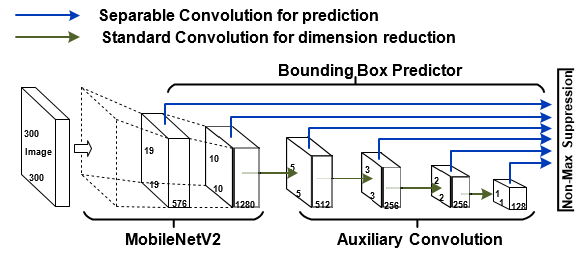 Separable Convolution for prediction
Standard Convolution for dimension reduction
Bounding Box Predictor
Non-Max Suppression
300
Image
300
19
19
576
10
10
1280
5
5
512
3
3
256
2
2
256
1
1
128
MobileNetV2
Auxiliary Convolution